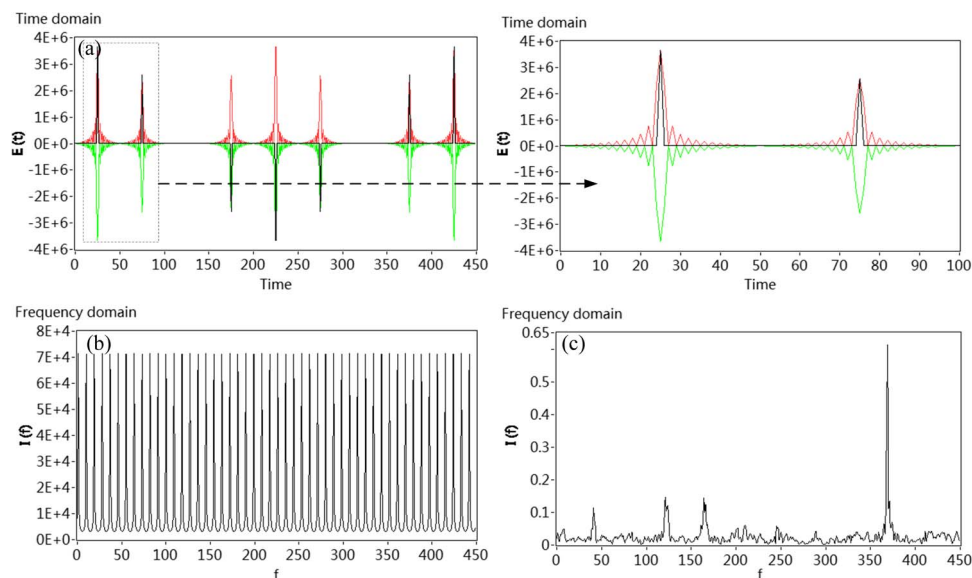 Time domain
(a)
4E+6
3E+6
2E+6
1E+6
0E+0
-1E+6
-2E+6
-3E+6
-4E+6
E (t)
0 50 100 150 200 250 300 350 400 450
Time
Time domain
4E+6
3E+6
2E+6
1E+6
0E+0
-1E+6
-2E+6
-3E+6
-4E+6
E (t)
0 10 20 30 40 50 60 70 80 90 100
Time
Frequency domain
(b)
8E+4
7E+4
6E+4
5E+4
4E+4
3E+4
2E+4
1E+4
0E+0
I (f)
0 50 100 150 200 250 300 350 400 450
f
Frequency domain
(c)
0.65
0.5
0.4
0.3
0.2
0.1
0
I (f)
0 50 100 150 200 250 300 350 400 450
f